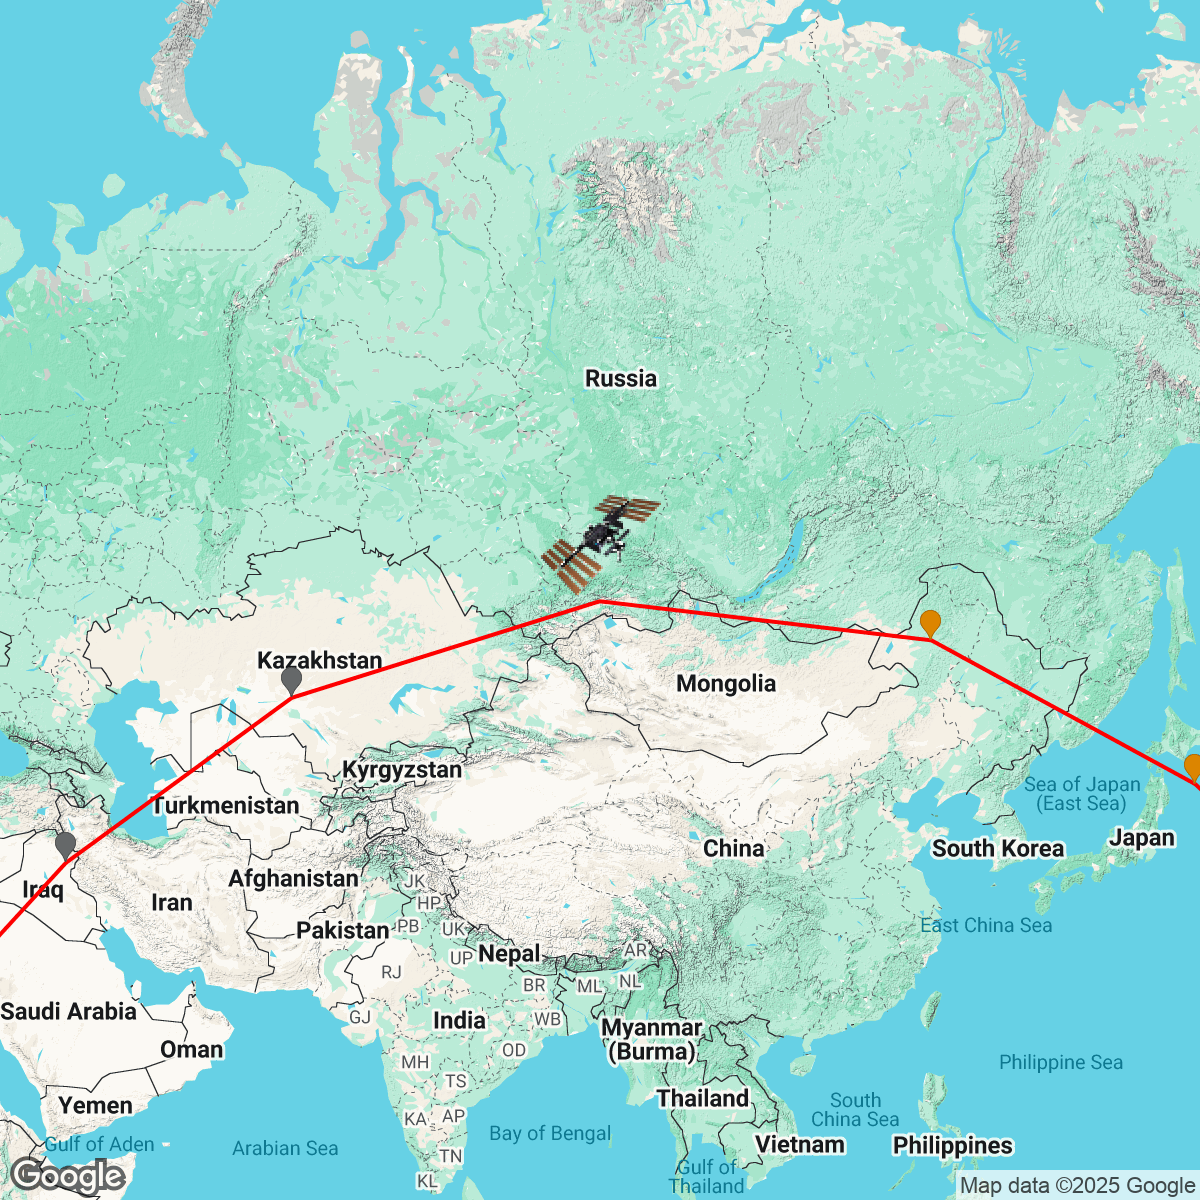 Russia
Kazakhstan
Mongolia
Kyrgyzstan
Sea of Japan
(East Sea)
Turkmenistan
Japan
China
South Korea
Iraq
Iran
Afghanistan
JK
HP
Pakistan
PB
UK
East China Sea
Nepal
UP
AR
RJ
NL
BR
ML
Saudi Arabia
GJ
India
WB
Myanmar
(Burma)
Oman
OD
MH
Philippine Sea
TS
Yemen
Thailand
South
China Sea
KA
AP
Bay of Bengal
Gulf of Aden
Arabian Sea
Vietnam
Philippines
TN
Gulf of
Thailand
KL
Google
Map data ©2025 Google